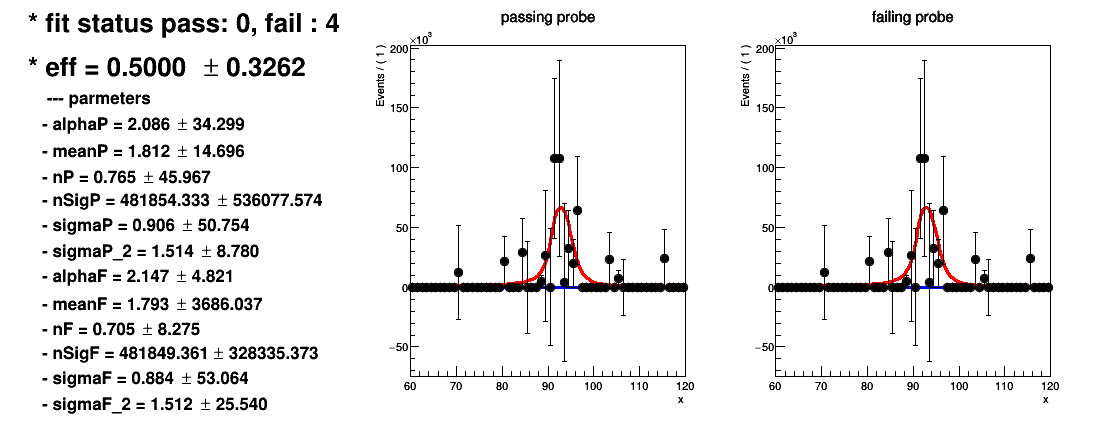 * fit status pass: 0, fail : 4
* eff = 0.5000 ± 0.3262
--- parmeters
- alphaP = 2.086 ± 34.299
- meanP = 1.812 ± 14.696
- nP = 0.765 ± 45.967
- nSigP = 481854.333 ± 536077.574
- sigmaP = 0.906 ± 50.754
- sigmaP_2 = 1.514 ± 8.780
- alphaF = 2.147 ± 4.821
- meanF = 1.793 ± 3686.037
- nF = 0.705 ± 8.275
- nSigF = 481849.361 ± 328335.373
- sigmaF = 0.884 ± 53.064
- sigmaF_2 = 1.512 ± 25.540
passing probe
×10³
Events / ( 1 )
200
150
100
50
0
−50
60 70 80 90 100 110 120
x
failing probe
×10³
Events / ( 1 )
200
150
100
50
0
−50
60 70 80 90 100 110 120
x